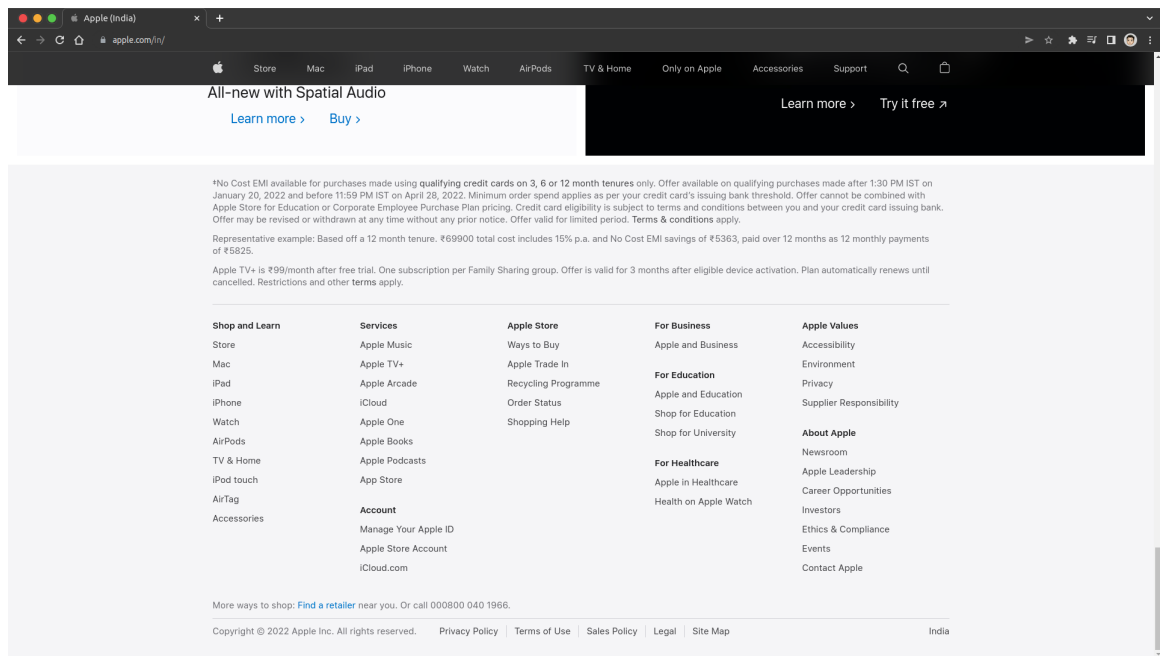 Apple (India)
apple.com/in/
Store Mac iPad iPhone Watch AirPods TV & Home Only on Apple Accessories Support
All-new with Spatial Audio
Learn more > Buy >
Learn more > Try it free ↗
‡No Cost EMI available for purchases made using qualifying credit cards on 3, 6 or 12 month tenures only. Offer available on qualifying purchases made after 1:30 PM IST on
January 20, 2022 and before 11:59 PM IST on April 28, 2022. Minimum order spend applies as per your credit card's issuing bank threshold. Offer cannot be combined with
Apple Store for Education or Corporate Employee Purchase Plan pricing. Credit card eligibility is subject to terms and conditions between you and your credit card issuing bank.
Offer may be revised or withdrawn at any time without any prior notice. Offer valid for limited period. Terms & conditions apply.
Representative example: Based off a 12 month tenure. ₹69900 total cost includes 15% p.a. and No Cost EMI savings of ₹5363, paid over 12 months as 12 monthly payments
of ₹5825.
Apple TV+ is ₹99/month after free trial. One subscription per Family Sharing group. Offer is valid for 3 months after eligible device activation. Plan automatically renews until
cancelled. Restrictions and other terms apply.
Shop and Learn
Store
Mac
iPad
iPhone
Watch
AirPods
TV & Home
iPod touch
AirTag
Accessories
Services
Apple Music
Apple TV+
Apple Arcade
iCloud
Apple One
Apple Books
Apple Podcasts
App Store
Account
Manage Your Apple ID
Apple Store Account
iCloud.com
Apple Store
Ways to Buy
Apple Trade In
Recycling Programme
Order Status
Shopping Help
For Business
Apple and Business
For Education
Apple and Education
Shop for Education
Shop for University
For Healthcare
Apple in Healthcare
Health on Apple Watch
Apple Values
Accessibility
Environment
Privacy
Supplier Responsibility
About Apple
Newsroom
Apple Leadership
Career Opportunities
Investors
Ethics & Compliance
Events
Contact Apple
More ways to shop: Find a retailer near you. Or call 000800 040 1966.
Copyright © 2022 Apple Inc. All rights reserved. Privacy Policy | Terms of Use | Sales Policy | Legal | Site Map India